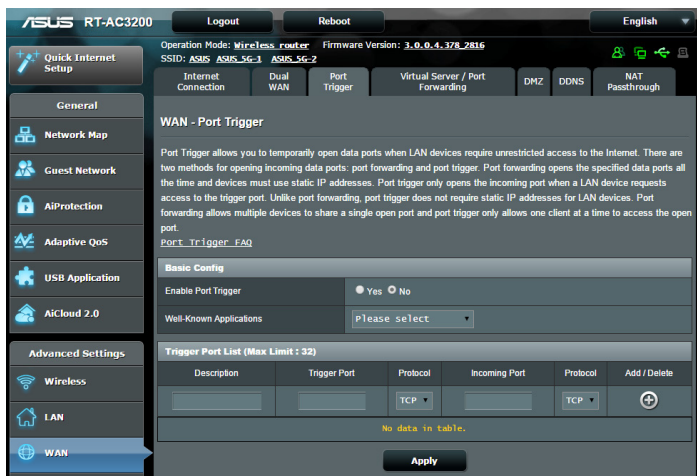 ASUS RT-AC3200 Logout Reboot English
Quick Internet Setup
Operation Mode: Wireless router Firmware Version: 3.0.0.4.378_2816
SSID: ASUS ASUS_5G-1 ASUS_5G-2
Internet Connection Dual WAN Port Trigger Virtual Server / Port Forwarding DMZ DDNS NAT Passthrough
General
Network Map
Guest Network
AiProtection
Adaptive QoS
USB Application
AiCloud 2.0
Advanced Settings
Wireless
LAN
WAN
WAN - Port Trigger
Port Trigger allows you to temporarily open data ports when LAN devices require unrestricted access to the Internet. There are
two methods for opening incoming data ports: port forwarding and port trigger. Port forwarding opens the specified data ports all
the time and devices must use static IP addresses. Port trigger only opens the incoming port when a LAN device requests
access to the trigger port. Unlike port forwarding, port trigger does not require static IP addresses for LAN devices. Port
forwarding allows multiple devices to share a single open port and port trigger only allows one client at a time to access the open
port.
Port Trigger FAQ
Basic Config
Enable Port Trigger Yes No
Well-Known Applications Please select
Trigger Port List (Max Limit : 32)
Description Trigger Port Protocol Incoming Port Protocol Add / Delete
TCP TCP
No data in table.
Apply